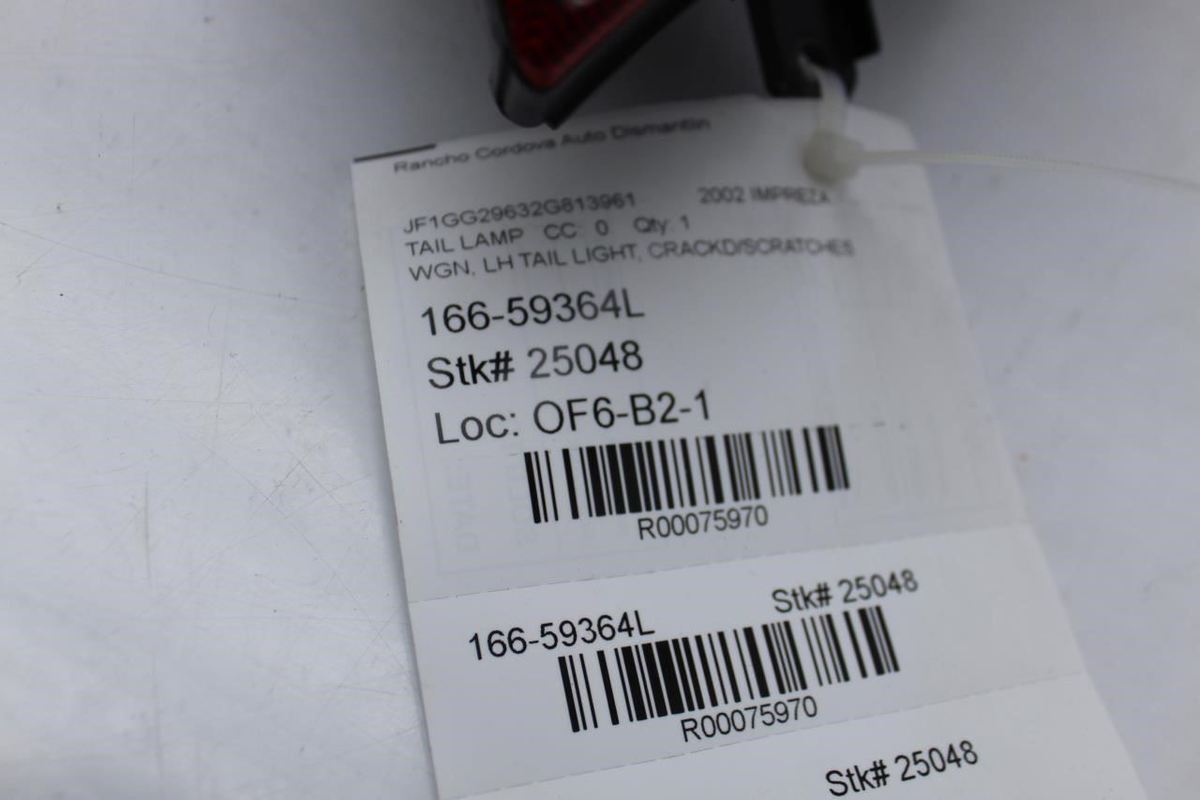 Rancho Cordova Auto Dismantlin
JF1GG29632G813961 2002 IMPREZA
TAIL LAMP CC: 0 Qty: 1
WGN, LH TAIL LIGHT, CRACKD/SCRATCHES
166-59364L
Stk# 25048
Loc: OF6-B2-1
R00075970
166-59364L Stk# 25048
R00075970
Stk# 25048